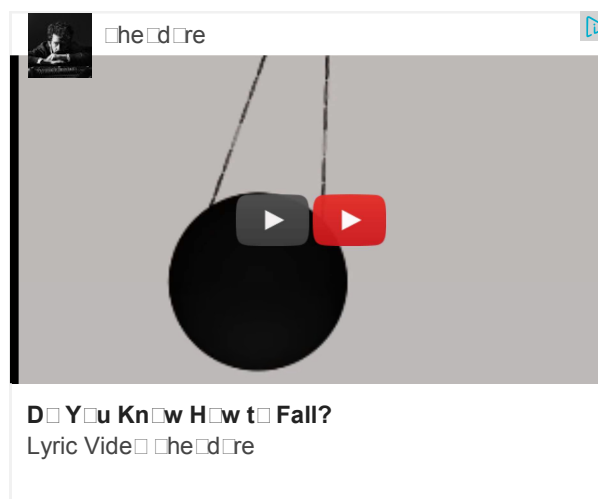 □he□d□re
D□ Y□u Kn□w H□w t□ Fall?
Lyric Vide□ □he□d□re